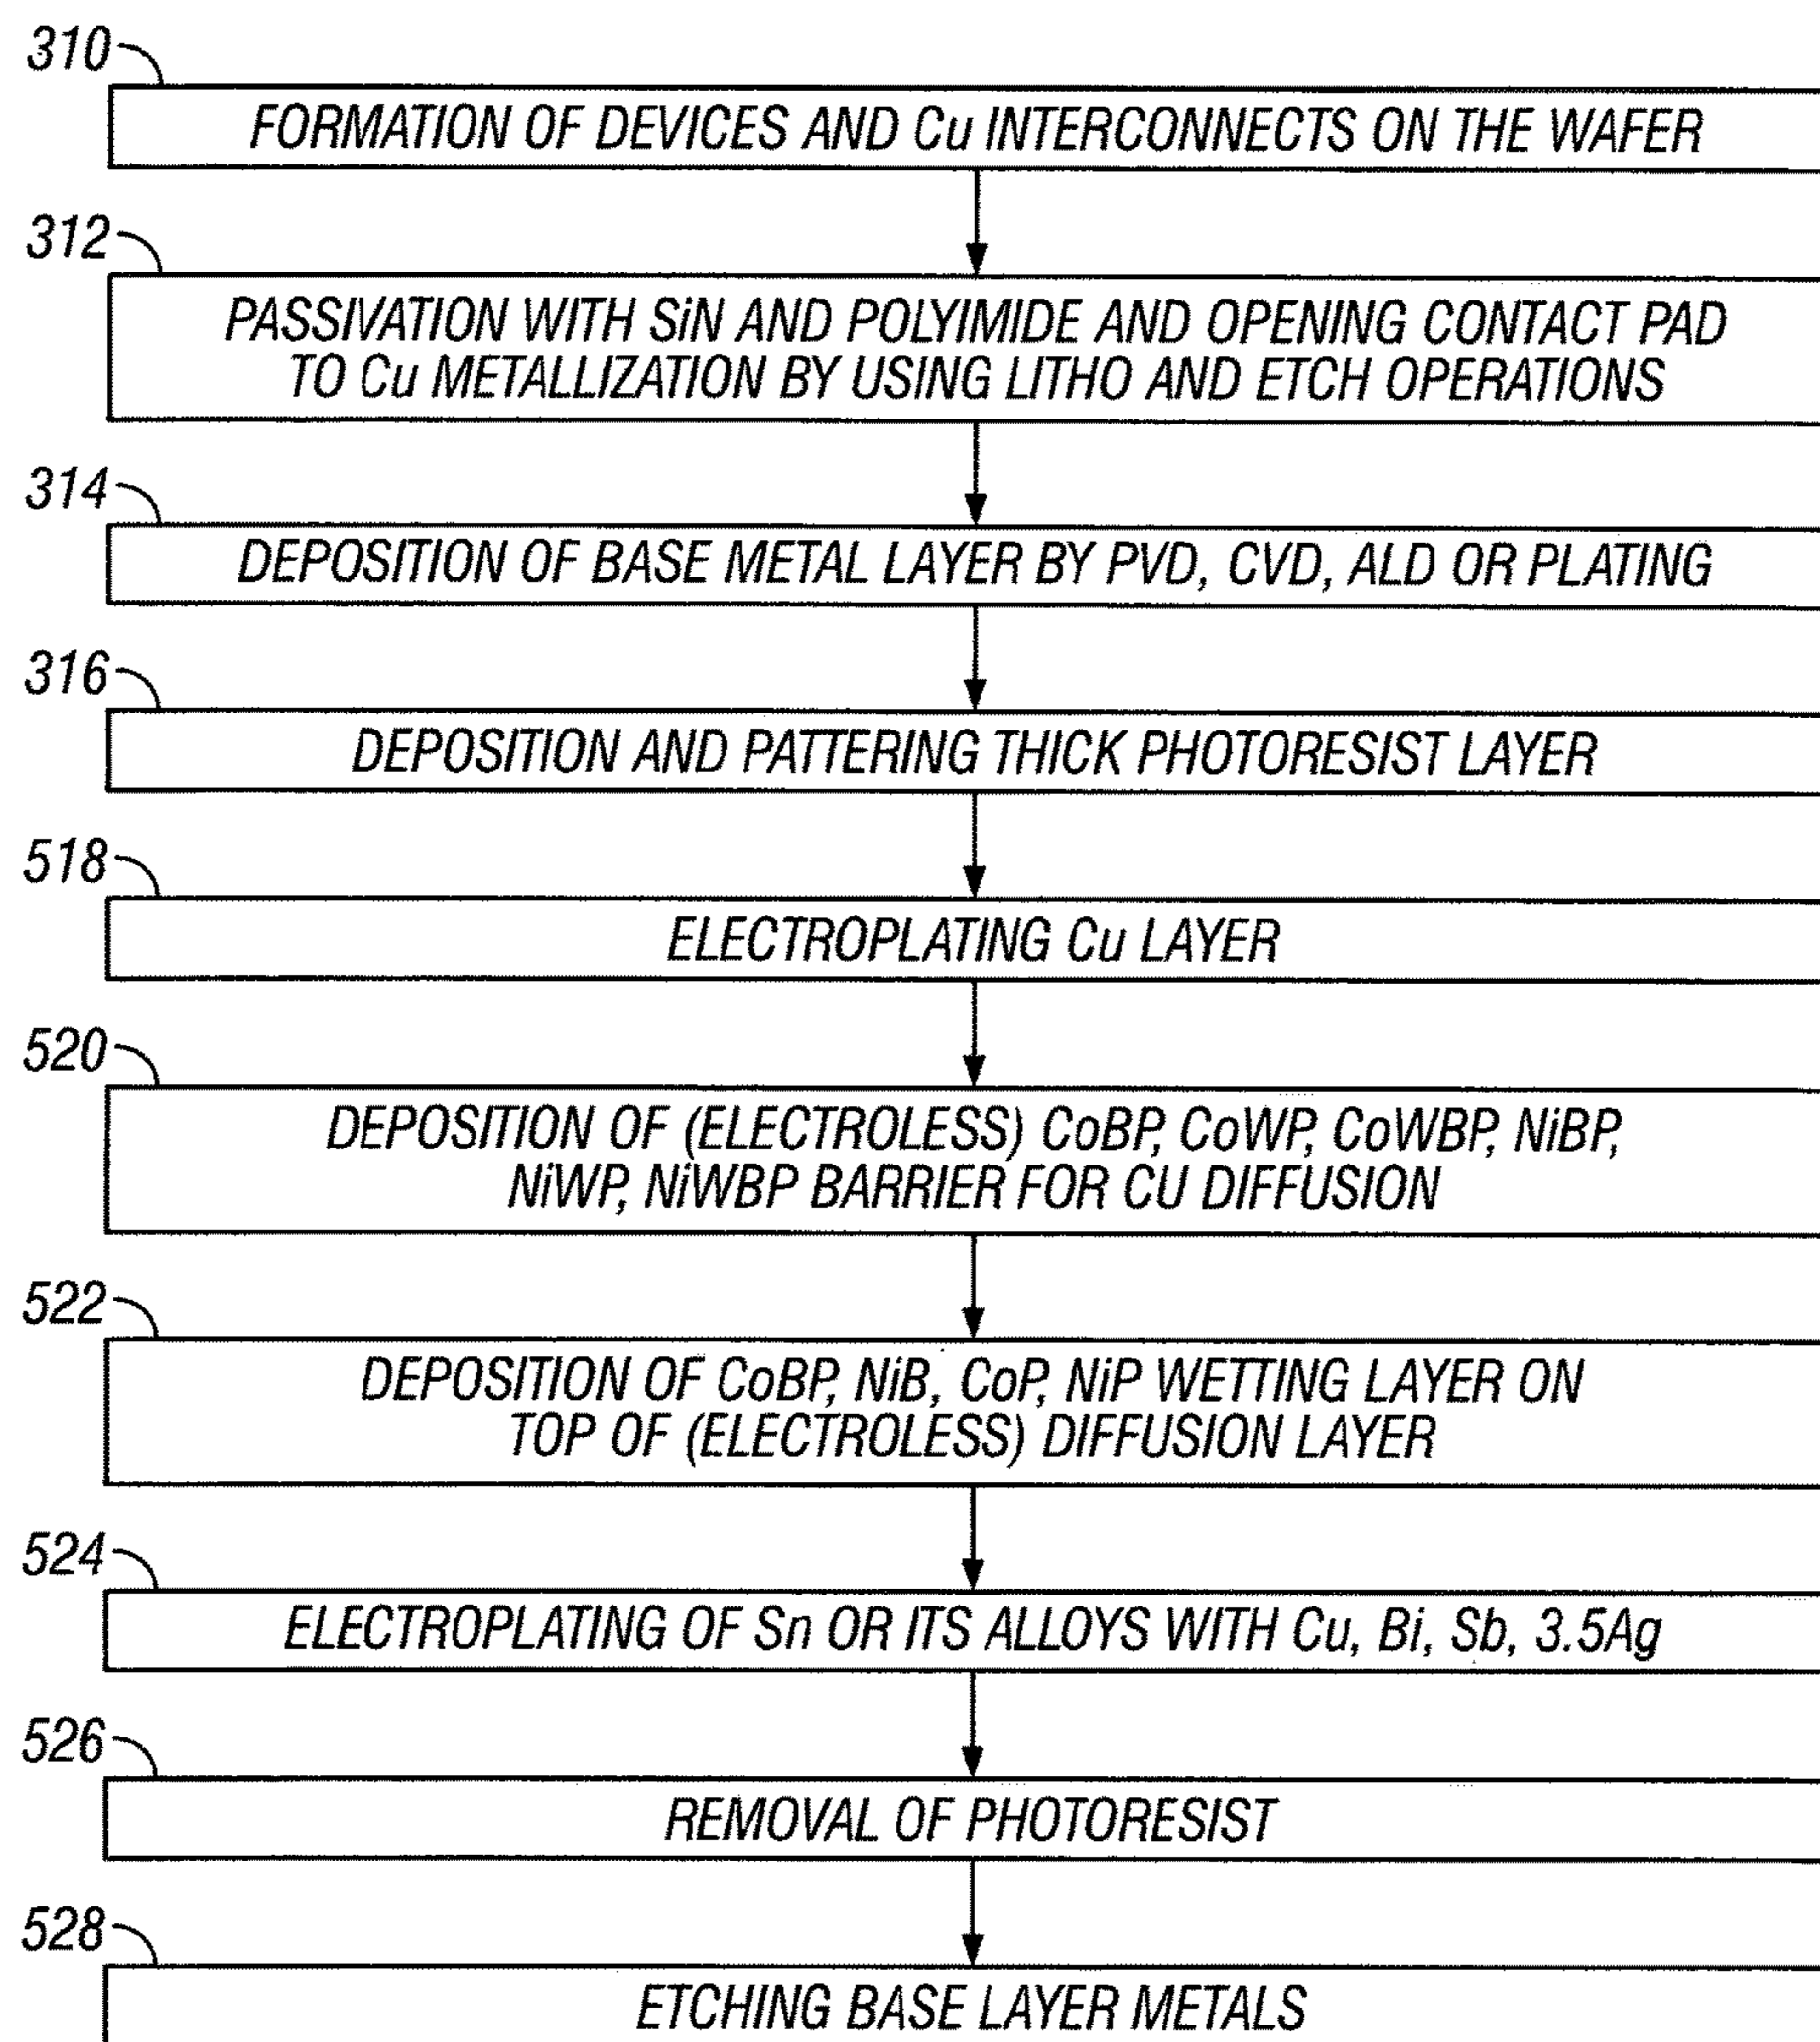 310
FORMATION OF DEVICES AND Cu INTERCONNECTS ON THE WAFER
312
PASSIVATION WITH SiN AND POLYIMIDE AND OPENING CONTACT PAD
TO Cu METALLIZATION BY USING LITHO AND ETCH OPERATIONS
314
DEPOSITION OF BASE METAL LAYER BY PVD, CVD, ALD OR PLATING
316
DEPOSITION AND PATTERING THICK PHOTORESIST LAYER
518
ELECTROPLATING Cu LAYER
520
DEPOSITION OF (ELECTROLESS) CoBP, CoWP, CoWBP, NiBP,
NiWP, NiWBP BARRIER FOR CU DIFFUSION
522
DEPOSITION OF CoBP, NiB, CoP, NiP WETTING LAYER ON
TOP OF (ELECTROLESS) DIFFUSION LAYER
524
ELECTROPLATING OF Sn OR ITS ALLOYS WITH Cu, Bi, Sb, 3.5Ag
526
REMOVAL OF PHOTORESIST
528
ETCHING BASE LAYER METALS